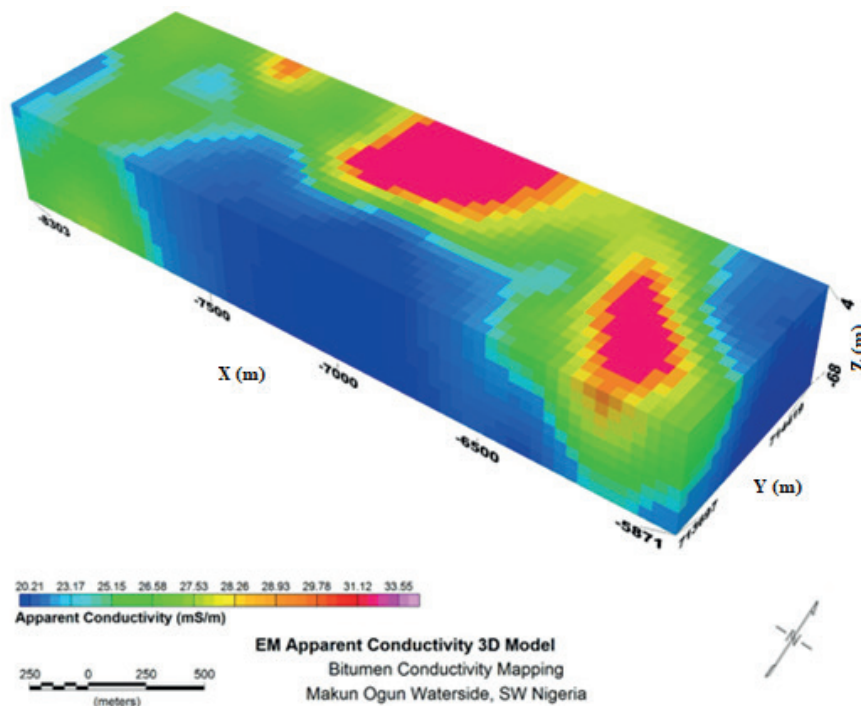 4
Z (m)
-68
-8303
-7500
X (m)
-7000
-6500
Y (m)
-5871
713697
20.21 23.17 25.15 26.58 27.53 28.26 28.93 29.78 31.12 33.55
Apparent Conductivity (mS/m)
EM Apparent Conductivity 3D Model
Bitumen Conductivity Mapping
Makun Ogun Waterside, SW Nigeria
250 0 250 500
(meters)
N